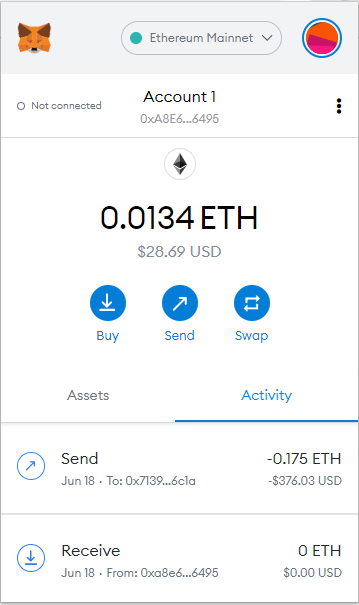 Ethereum Mainnet
Not connected
Account 1
0xA8E6...6495
0.0134 ETH
$28.69 USD
Buy
Send
Swap
Assets
Activity
Send
-0.175 ETH
Jun 18 · To: 0x7139...6c1a
-$376.03 USD
Receive
0 ETH
Jun 18 · From: 0xa8e6...6495
$0.00 USD